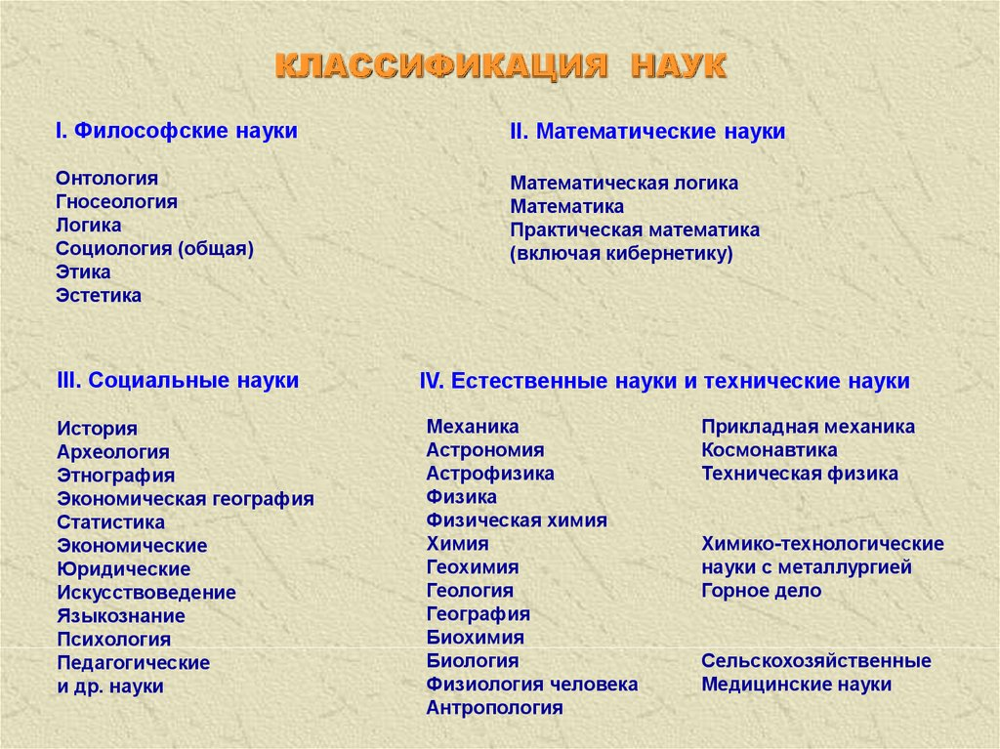 КЛАССИФИКАЦИЯ НАУК
I. Философские науки
Онтология
Гносеология
Логика
Социология (общая)
Этика
Эстетика
II. Математические науки
Математическая логика
Математика
Практическая математика
(включая кибернетику)
III. Социальные науки
История
Археология
Этнография
Экономическая география
Статистика
Экономические
Юридические
Искусствоведение
Языкознание
Психология
Педагогические
и др. науки
IV. Естественные науки и технические науки
Механика
Астрономия
Астрофизика
Физика
Физическая химия
Химия
Геохимия
Геология
География
Биохимия
Биология
Физиология человека
Антропология
Прикладная механика
Космонавтика
Техническая физика
Химико-технологические
науки с металлургией
Горное дело
Сельскохозяйственные
Медицинские науки